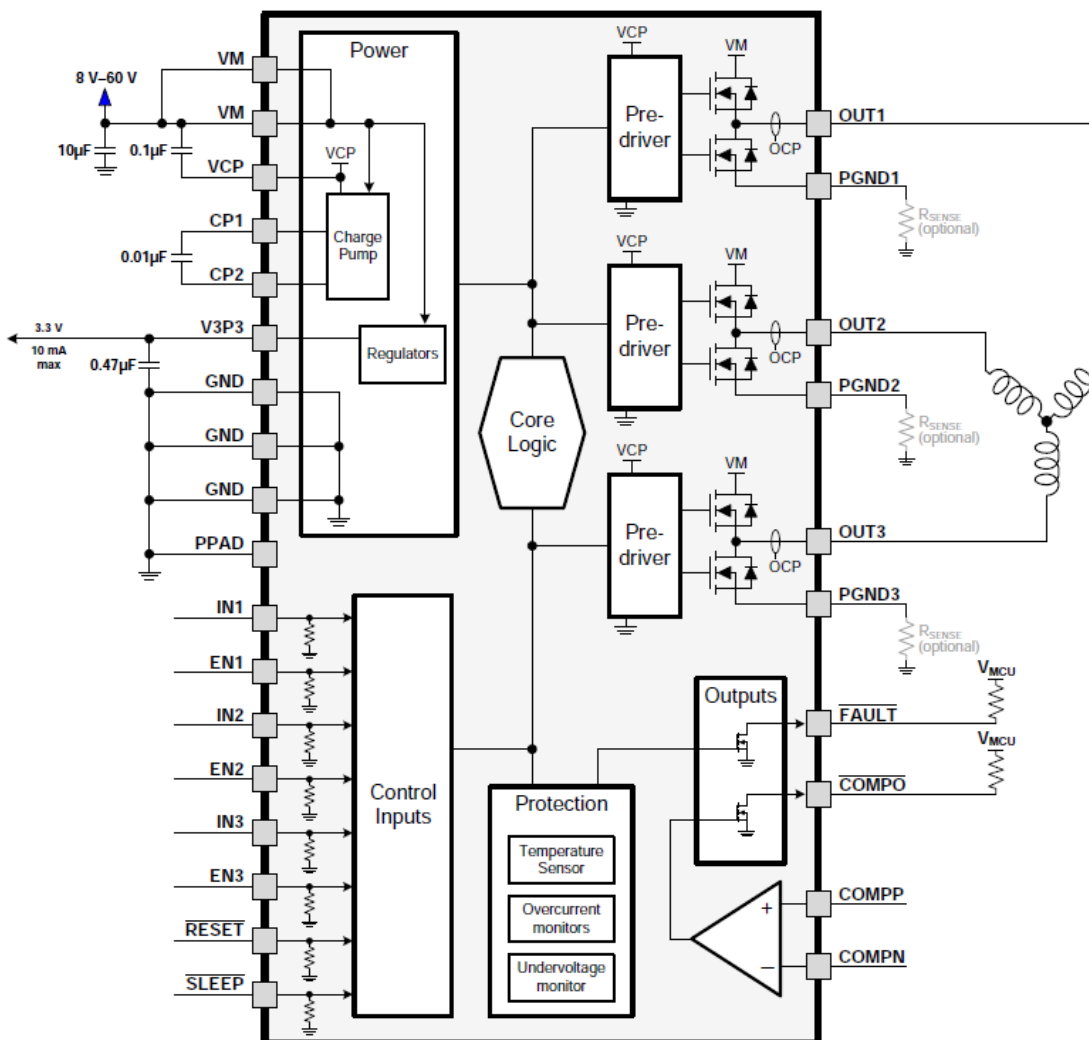 Power
VM
8 V–60 V
VM
10µF
0.1µF
VCP
VCP
CP1
0.01µF
CP2
Charge
Pump
V3P3
3.3 V
10 mA
max
0.47µF
Regulators
GND
GND
GND
PPAD
Core
Logic
VCP
VM
Pre-
driver
OCP
OUT1
PGND1
RSENSE
(optional)
VCP
VM
Pre-
driver
OCP
OUT2
PGND2
RSENSE
(optional)
VCP
VM
Pre-
driver
OCP
OUT3
PGND3
RSENSE
(optional)
IN1
EN1
IN2
EN2
IN3
EN3
RESET
SLEEP
Control
Inputs
Protection
Temperature
Sensor
Overcurrent
monitors
Undervoltage
monitor
Outputs
VMCU
FAULT
VMCU
COMPO
+
COMPP
–
COMPN